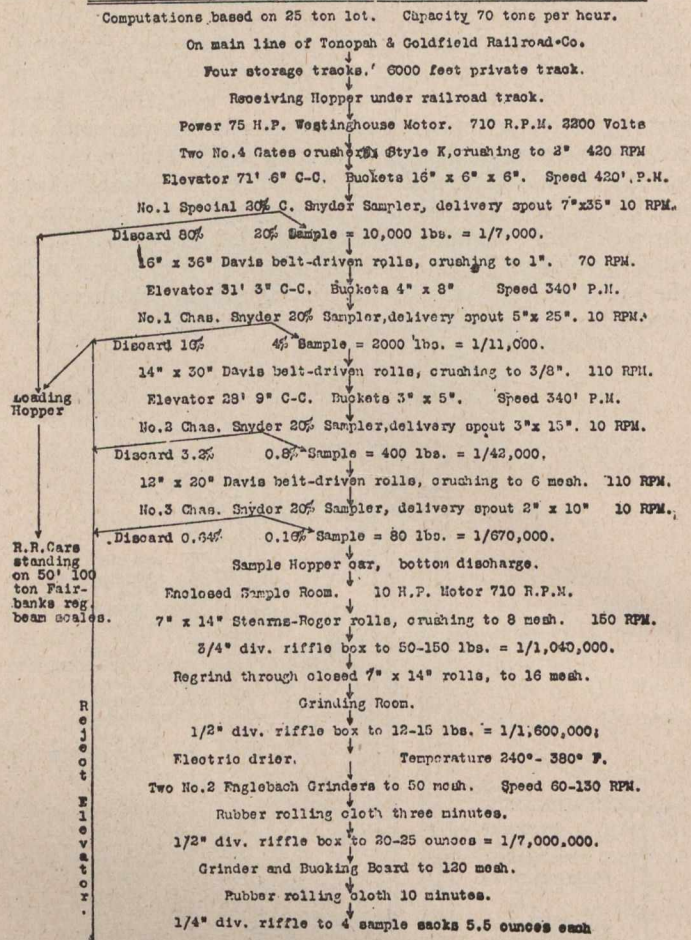 Computations based on 25 ton lot. Capacity 70 tons per hour.
On main line of Tonopah & Goldfield Railroad Co.
Four storage tracks.' 6000 feet private track.
Receiving Hopper under railroad track.
Power 75 H.P. Westinghouse Motor. 710 R.P.M. 2200 Volts
Two No.4 Gates crushers Style K, crushing to 2" 420 RPM
Elevator 71' 6" C-C. Buckets 16" x 6" x 6". Speed 420'. P.M.
No.1 Special 20% C. Snyder Sampler, delivery spout 7"x35" 10 RPM.
Discard 80% 20% Sample = 10,000 lbs. = 1/7,000.
16" x 36" Davis belt-driven rolls, crushing to 1". 70 RPM.
Elevator 31' 3" C-C. Buckets 4" x 8" Speed 340' P.M.
No.1 Chas. Snyder 20% Sampler, delivery spout 5"x 25". 10 RPM.
Discard 16% 4% Sample = 2000 lbs. = 1/11,000.
14" x 30" Davis belt-driven rolls, crushing to 3/8". 110 RPM.
Elevator 28' 9" C-C. Buckets 3" x 5". Speed 340' P.M.
No.2 Chas. Snyder 20% Sampler, delivery spout 3"x 15". 10 RPM.
Discard 3.2% 0.8% Sample = 400 lbs. = 1/42,000.
12" x 20" Davis belt-driven rolls, crushing to 6 mesh. 110 RPM.
No.3 Chas. Snyder 20% Sampler, delivery spout 2" x 10" 10 RPM.
Discard 0.64% 0.16% Sample = 80 lbs. = 1/670,000.
Sample Hopper car, bottom discharge.
Enclosed Sample Room. 10 H.P. Motor 710 R.P.M.
7" x 14" Stearns-Roger rolls, crushing to 8 mesh. 150 RPM.
3/4" div. riffle box to 50-150 lbs. = 1/1,040,000.
Regrind through closed 7" x 14" rolls, to 16 mesh.
Grinding Room.
1/2" div. riffle box to 12-15 lbs. = 1/1,600,000;
Electric drier. Temperature 240°- 380° F.
Two No.2 Englebach Grinders to 50 mesh. Speed 60-130 RPM.
Rubber rolling cloth three minutes.
1/2" div. riffle box to 20-25 ounces = 1/7,000,000.
Grinder and Bucking Board to 120 mesh.
Rubber rolling cloth 10 minutes.
1/4" div. riffle to 4 sample sacks 5.5 ounces each
Loading
Hopper
R.R.Cars
standing
on 50' 100
ton Fair-
banks reg.
beam scales.
Reject Elevator.